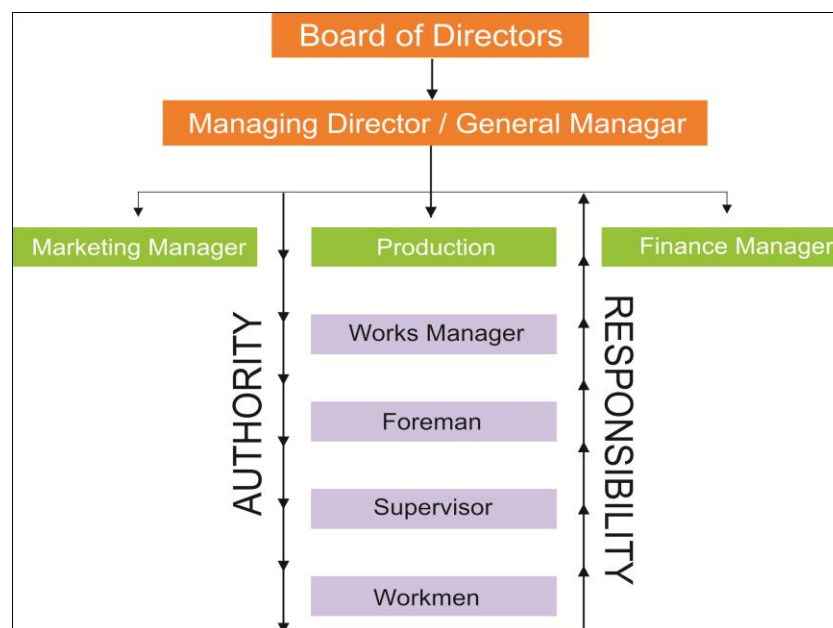 Board of Directors
Managing Director / General Managar
Marketing Manager
Production
Finance Manager
AUTHORITY
RESPONSIBILITY
Works Manager
Foreman
Supervisor
Workmen